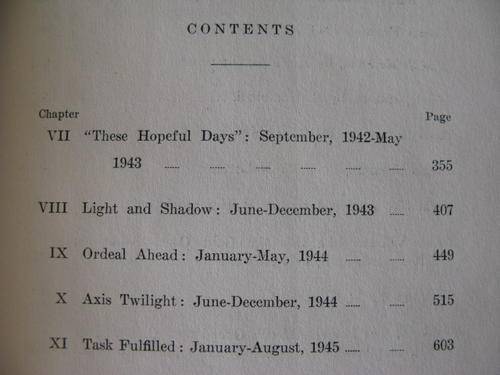 CONTENTS
Chapter Page
VII "These Hopeful Days": September, 1942-May
1943 ...... ...... ...... ...... ...... ...... 355
VIII Light and Shadow: June-December, 1943 ...... 407
IX Ordeal Ahead: January-May, 1944 ...... ...... 449
X Axis Twilight: June-December, 1944 ...... ...... 515
XI Task Fulfilled: January-August, 1945 ...... ...... 603